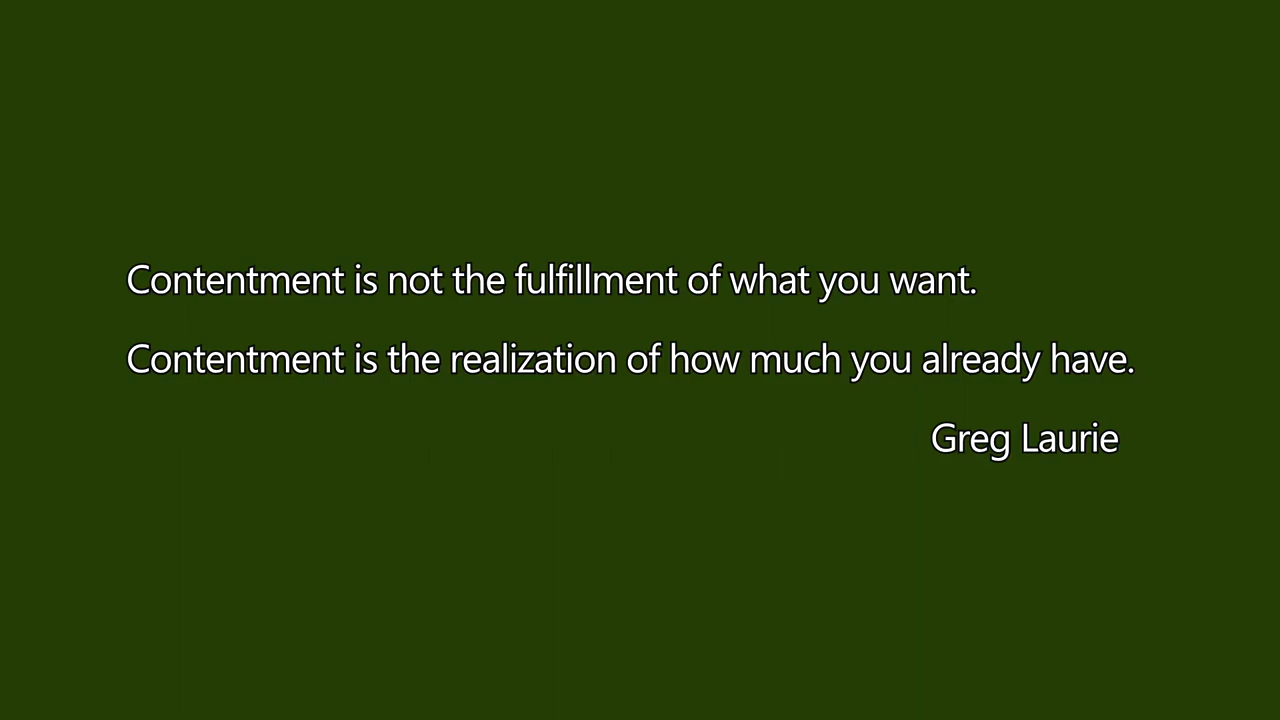 Contentment is not the fulfillment of what you want.
Contentment is the realization of how much you already have.
Greg Laurie